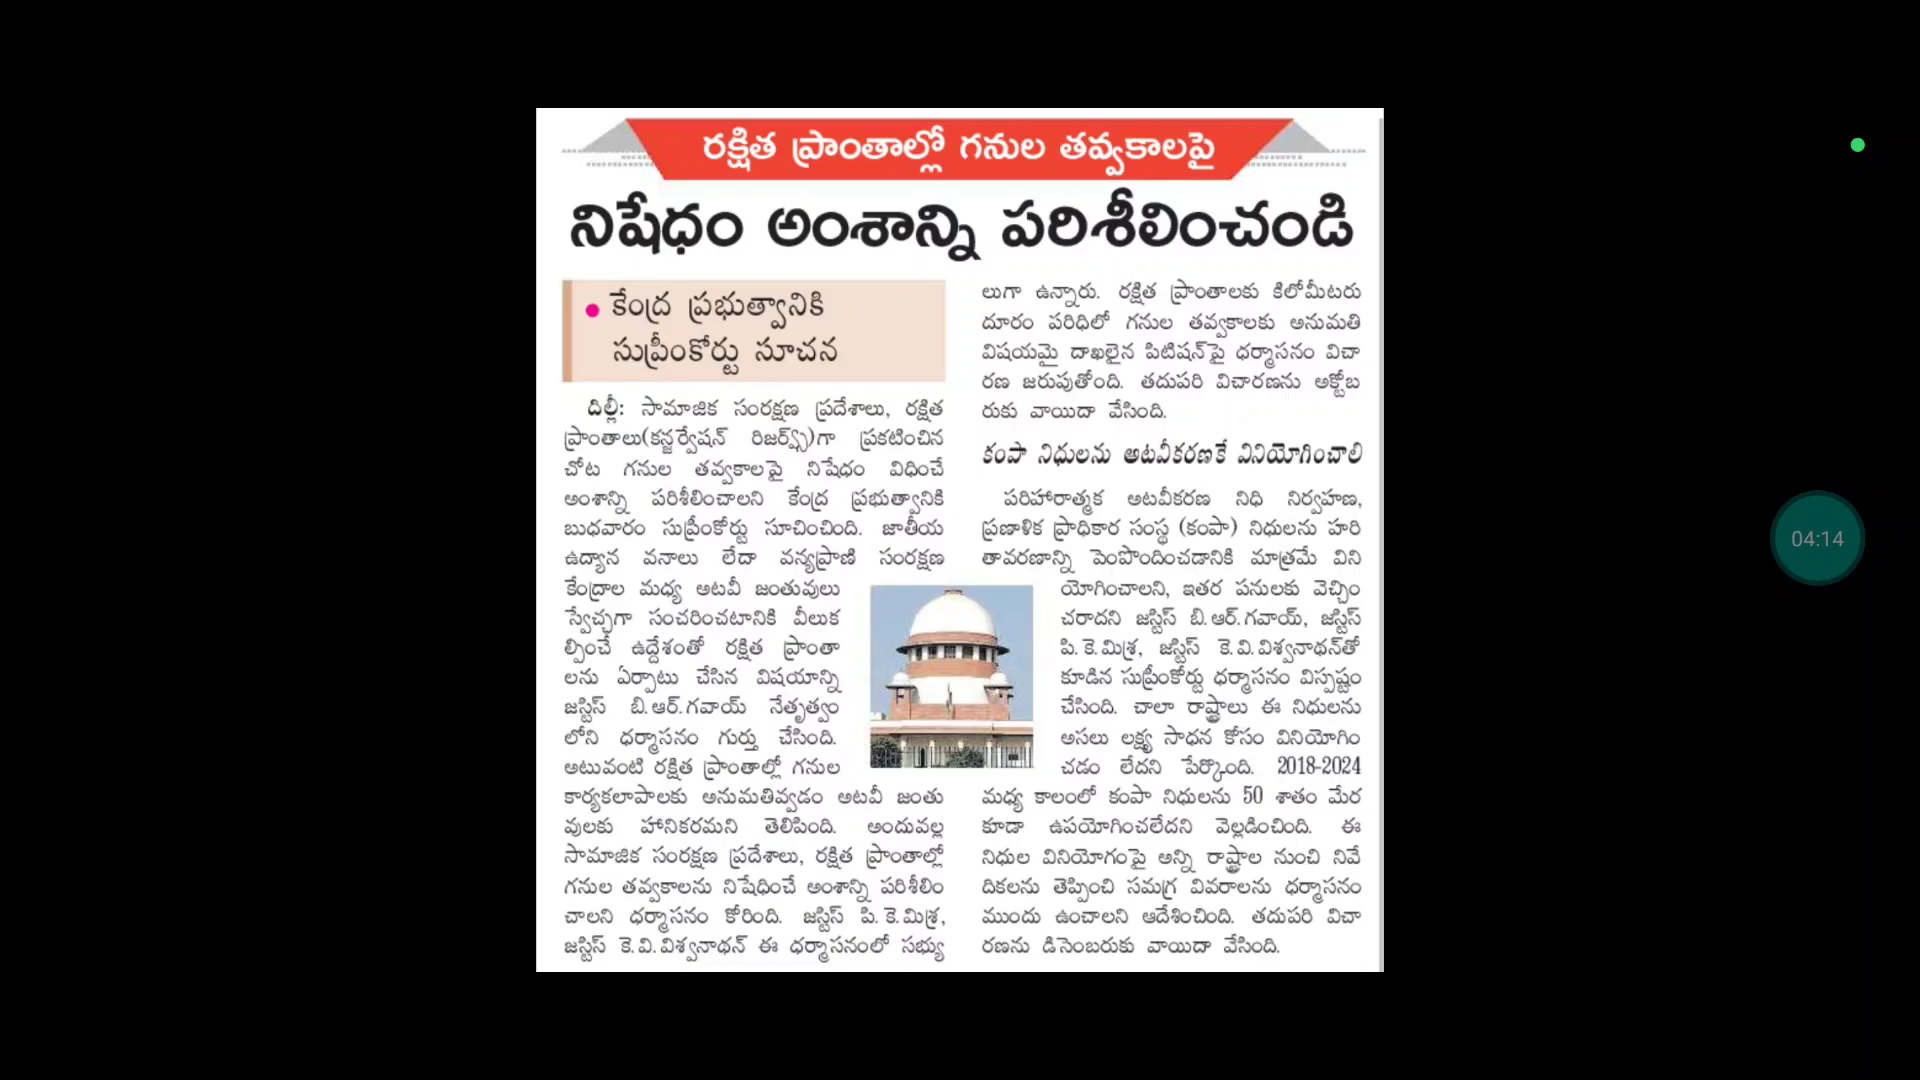 రక్షిత ప్రాంతాల్లో గనుల తవ్వకాలపై
నిషేధం అంశాన్ని పరిశీలించండి
• కేంద్ర ప్రభుత్వానికి
సుప్రీంకోర్టు సూచన
దిల్లీ: సామాజిక సంరక్షణ ప్రదేశాలు, రక్షిత
ప్రాంతాలు(కన్జర్వేషన్ రిజర్వ్స్)గా ప్రకటించిన
చోట గనుల తవ్వకాలపై నిషేధం విధించే
అంశాన్ని పరిశీలించాలని కేంద్ర ప్రభుత్వానికి
బుధవారం సుప్రీంకోర్టు సూచించింది. జాతీయ
ఉద్యాన వనాలు లేదా వన్యప్రాణి సంరక్షణ
కేంద్రాల మధ్య అటవీ జంతువులు
స్వేచ్ఛగా సంచరించటానికి వీలుక
ల్పించే ఉద్దేశంతో రక్షిత ప్రాంతా
లను ఏర్పాటు చేసిన విషయాన్ని
జస్టిస్ బి.ఆర్.గవాయ్ నేతృత్వం
లోని ధర్మాసనం గుర్తు చేసింది.
అటువంటి రక్షిత ప్రాంతాల్లో గనుల
కార్యకలాపాలకు అనుమతివ్వడం అటవీ జంతు
వులకు హానికరమని తెలిపింది. అందువల్ల
సామాజిక సంరక్షణ ప్రదేశాలు, రక్షిత ప్రాంతాల్లో
గనుల తవ్వకాలను నిషేధించే అంశాన్ని పరిశీలిం
చాలని ధర్మాసనం కోరింది. జస్టిస్ పి.కె.మిశ్ర,
జస్టిస్ కె.వి.విశ్వనాథన్ ఈ ధర్మాసనంలో సభ్యు
లుగా ఉన్నారు. రక్షిత ప్రాంతాలకు కిలోమీటరు
దూరం పరిధిలో గనుల తవ్వకాలకు అనుమతి
విషయమై దాఖలైన పిటిషన్‌పై ధర్మాసనం విచా
రణ జరుపుతోంది. తదుపరి విచారణను అక్టోబ
రుకు వాయిదా వేసింది.
కంపా నిధులను అటవీకరణకే వినియోగించాలి
పరిహారాత్మక అటవీకరణ నిధి నిర్వహణ,
ప్రణాళిక ప్రాధికార సంస్థ (కంపా) నిధులను హరి
తావరణాన్ని పెంపొందించడానికి మాత్రమే విని
యోగించాలని, ఇతర పనులకు వెచ్చిం
చరాదని జస్టిస్ బి.ఆర్.గవాయ్, జస్టిస్
పి.కె.మిశ్ర, జస్టిస్ కె.వి.విశ్వనాథన్‌తో
కూడిన సుప్రీంకోర్టు ధర్మాసనం విస్పష్టం
చేసింది. చాలా రాష్ట్రాలు ఈ నిధులను
అసలు లక్ష్య సాధన కోసం వినియోగిం
చడం లేదని పేర్కొంది. 2018-2024
మధ్య కాలంలో కంపా నిధులను 50 శాతం మేర
కూడా ఉపయోగించలేదని వెల్లడించింది. ఈ
నిధుల వినియోగంపై అన్ని రాష్ట్రాల నుంచి నివే
దికలను తెప్పించి సమగ్ర వివరాలను ధర్మాసనం
ముందు ఉంచాలని ఆదేశించింది. తదుపరి విచా
రణను డిసెంబరుకు వాయిదా వేసింది.
04:14